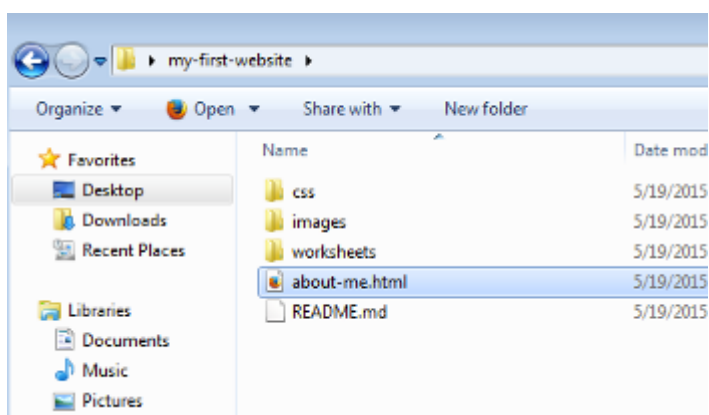 my-first-website
Organize Open Share with New folder
Favorites
Desktop
Downloads
Recent Places
Libraries
Documents
Music
Pictures
Name Date mod
css 5/19/2015
images 5/19/2015
worksheets 5/19/2015
about-me.html 5/19/2015
README.md 5/19/2015